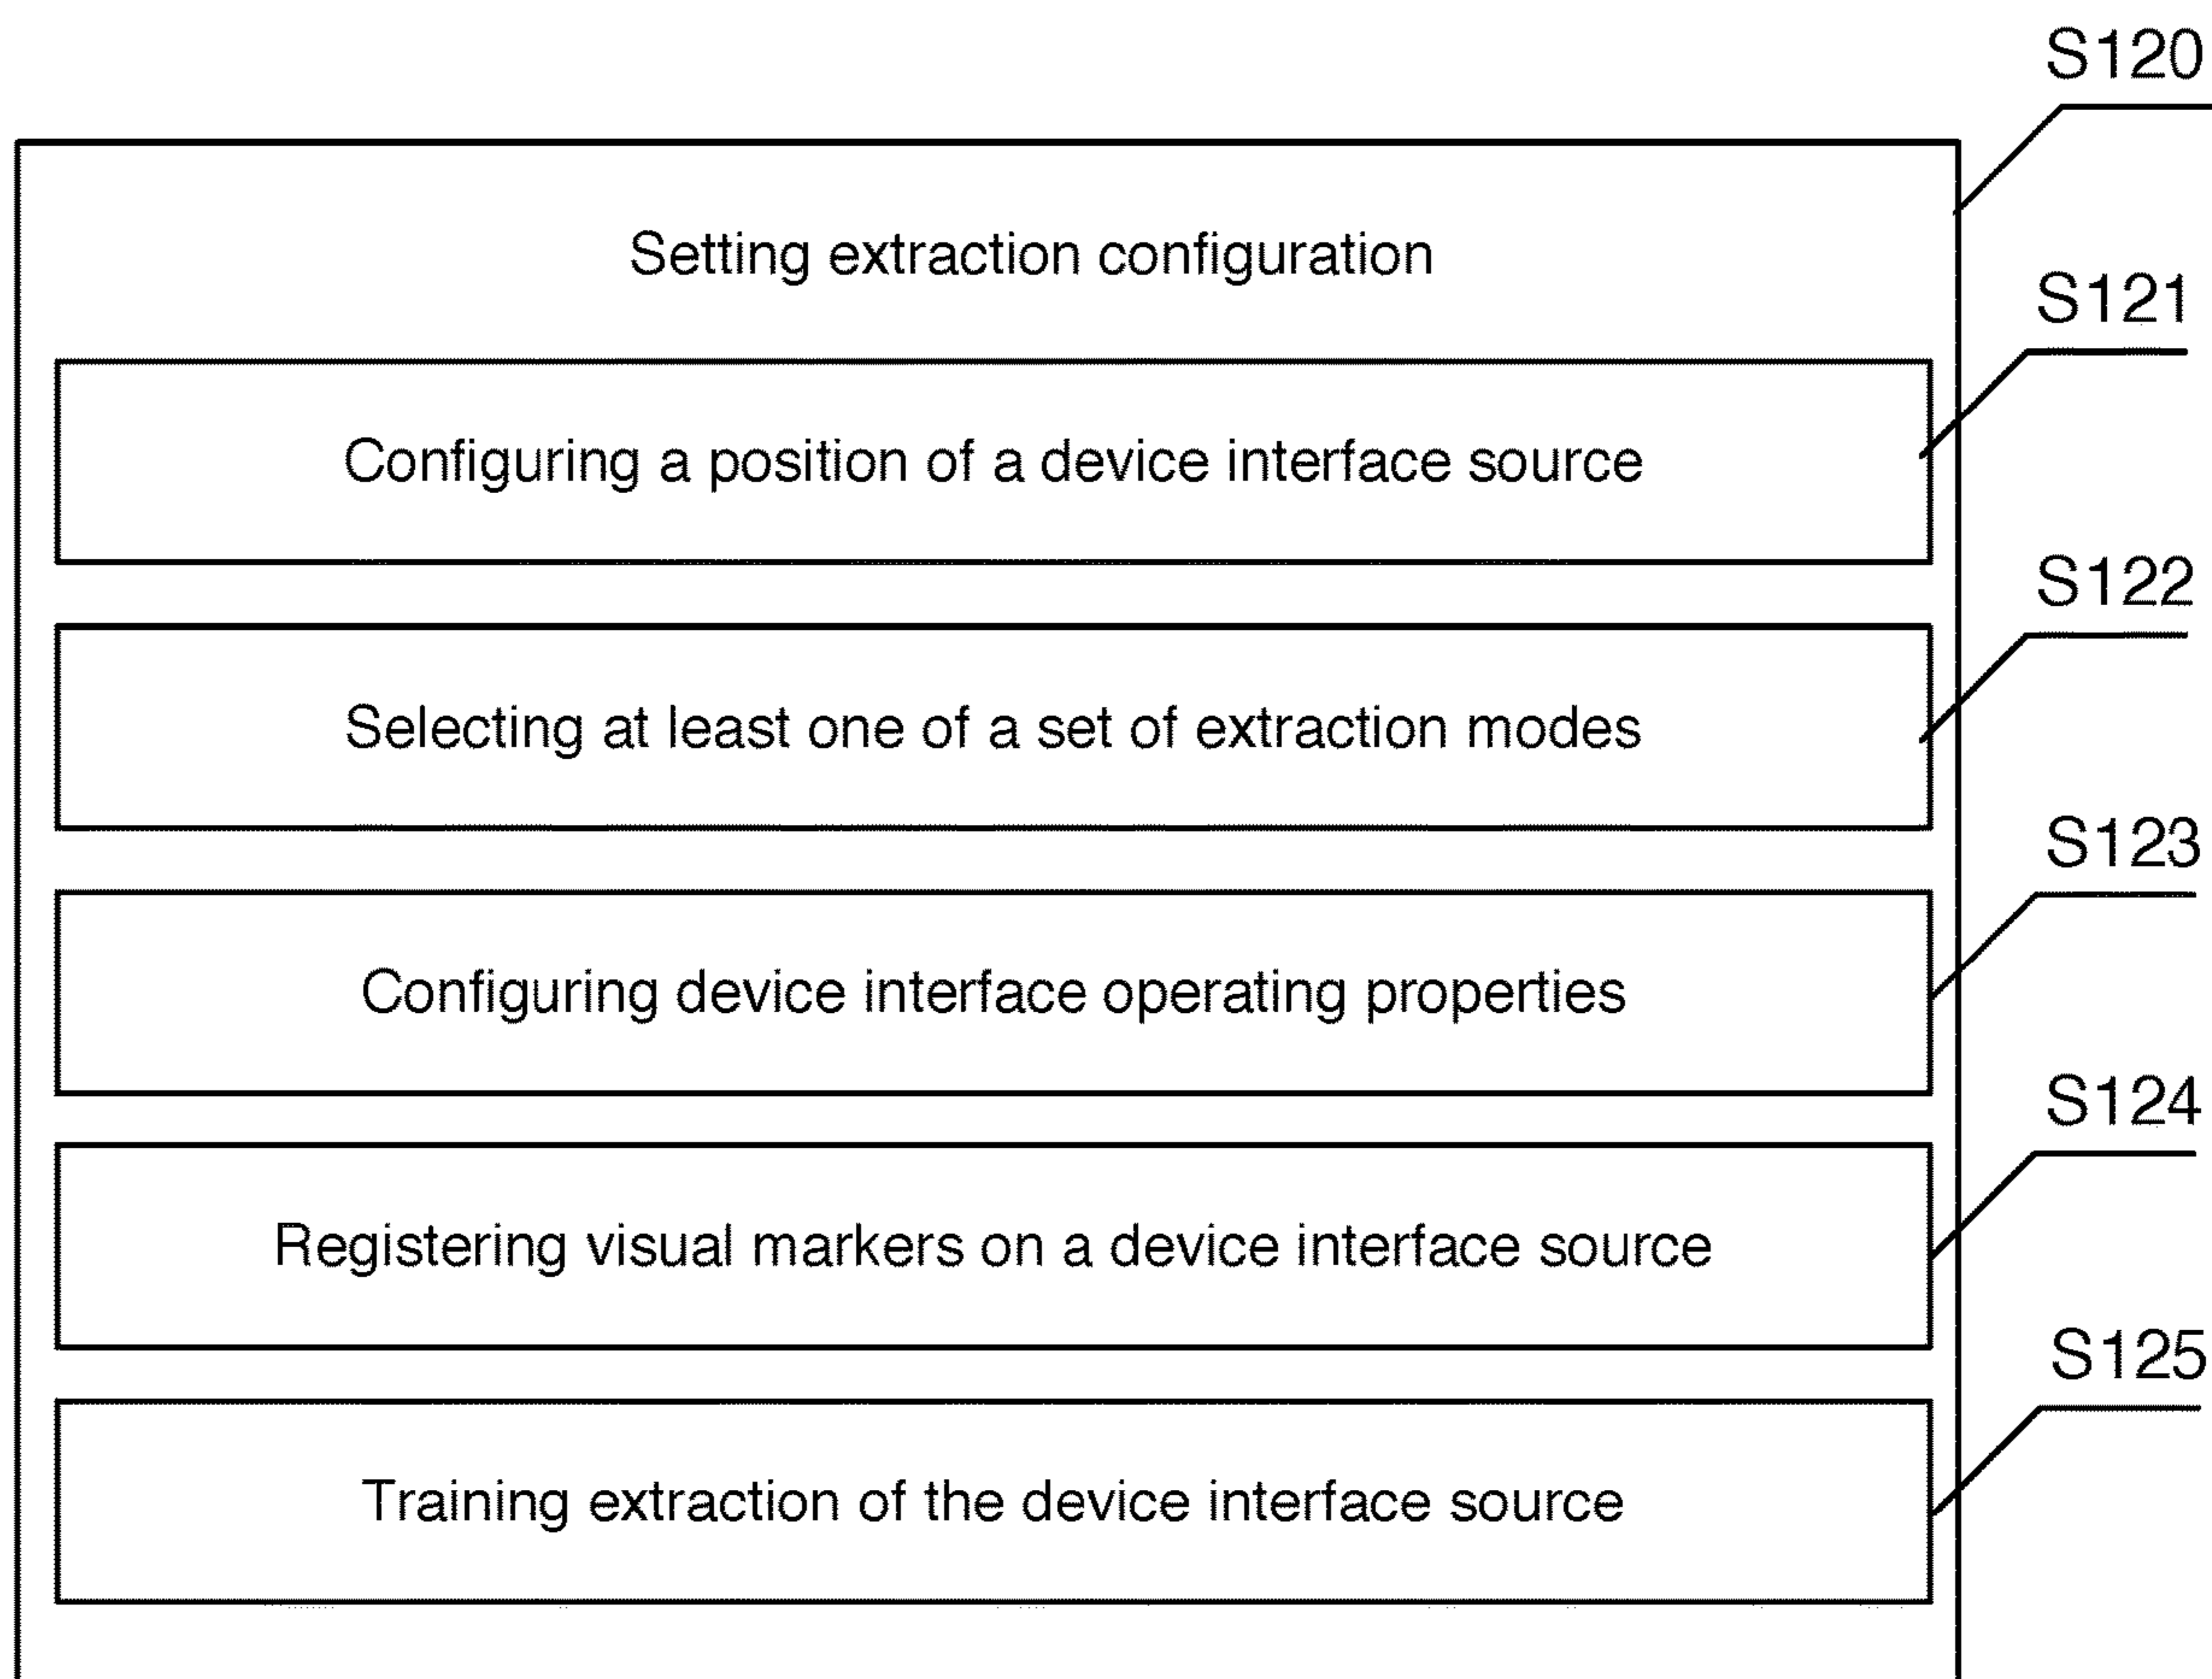 S120
Setting extraction configuration
S121
Configuring a position of a device interface source
S122
Selecting at least one of a set of extraction modes
S123
Configuring device interface operating properties
S124
Registering visual markers on a device interface source
S125
Training extraction of the device interface source